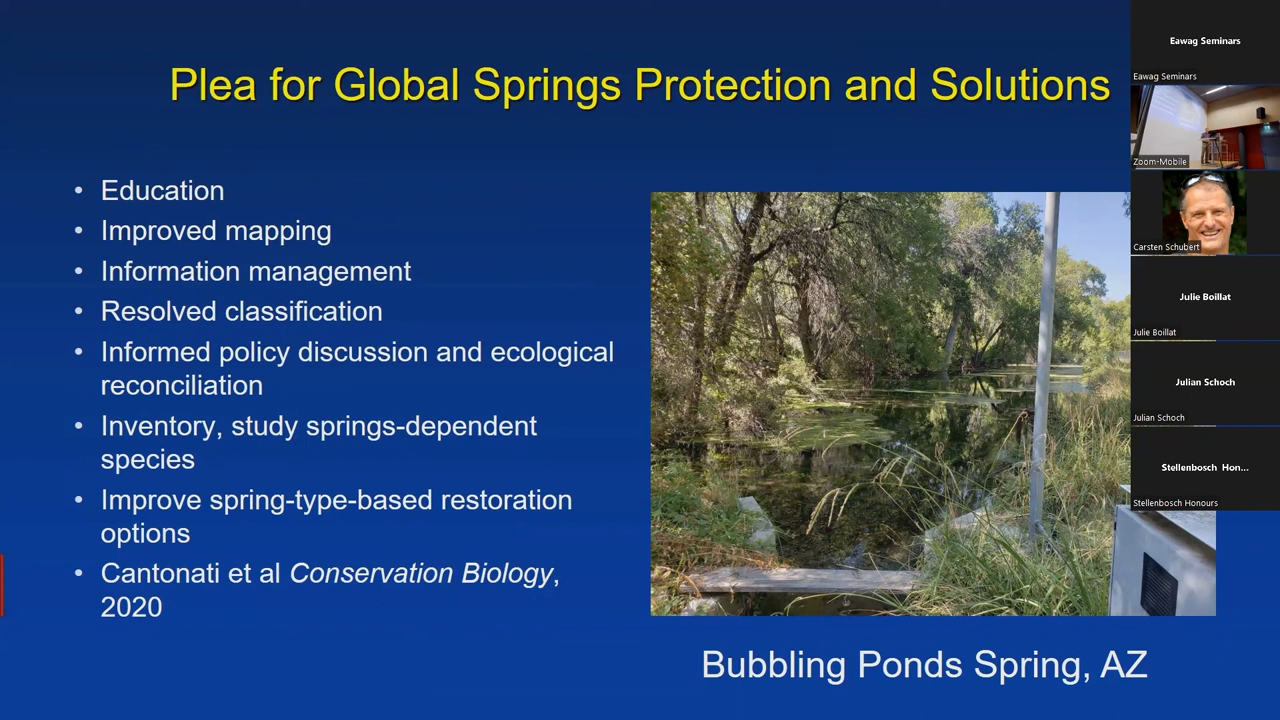 Plea for Global Springs Protection and Solutions
• Education
• Improved mapping
• Information management
• Resolved classification
• Informed policy discussion and ecological
reconciliation
• Inventory, study springs-dependent
species
• Improve spring-type-based restoration
options
• Cantonati et al Conservation Biology,
2020
Bubbling Ponds Spring, AZ
Eawag Seminars
Eawag Seminars
Zoom-Mobile
Carsten Schubert
Julie Boillat
Julie Boillat
Julian Schoch
Julian Schoch
Stellenbosch Hon...
Stellenbosch Honours